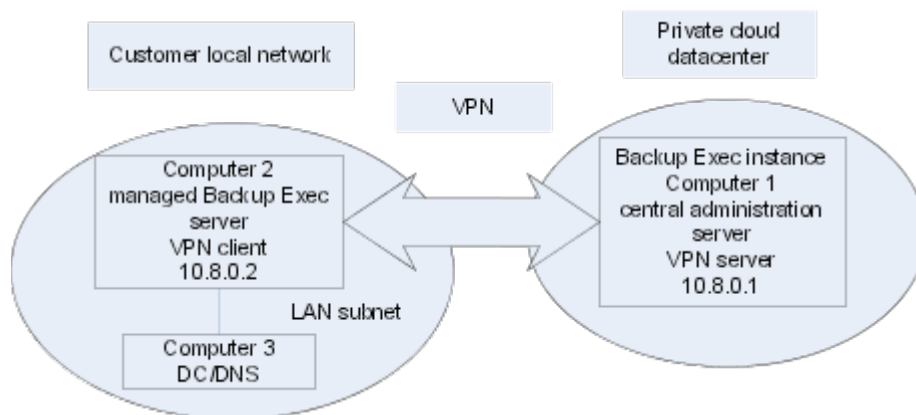 Customer local network
Private cloud
datacenter
VPN
Computer 2
managed Backup Exec
server
VPN client
10.8.0.2
Backup Exec instance
Computer 1
central administration
server
VPN server
10.8.0.1
LAN subnet
Computer 3
DC/DNS